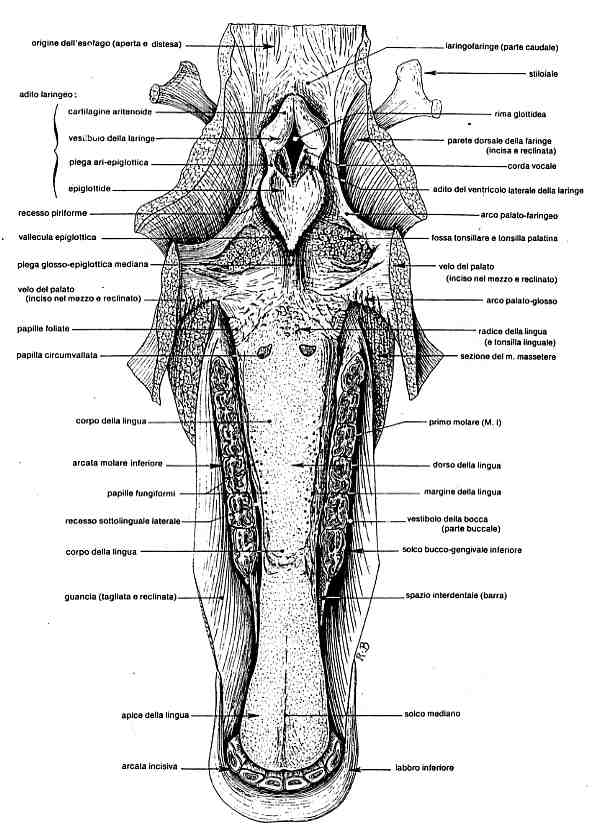 origine dell'esofago (aperta e distesa)
adito laringeo :
cartilagine aritenoide
vestibulo della laringe
piega ari-epiglottica
epiglottide
recesso piriforme
vallecula epiglottica
piega glosso-epiglottica mediana
velo del palato
(inciso nel mezzo e reclinato)
papille foliate
papilla circumvallata
corpo della lingua
arcata molare inferiore
papille fungiformi
recesso sottolinguale laterale
corpo della lingua
guancia (tagliata e reclinata)
apice della lingua
arcata incisiva
laringofaringe (parte caudale)
stiloiale
rima glottidea
parete dorsale della faringe
(incisa e reclinata)
corda vocale
adito del ventricolo laterale della laringe
arco palato-faringeo
fossa tonsillare e tonsilla palatina
velo del palato
(inciso nel mezzo e reclinato)
arco palato-glosso
radice della lingua
(e tonsilla linguale)
sezione del m. massetere
primo molare (M. I)
dorso della lingua
margine della lingua
vestibolo della bocca
(parte buccale)
solco bucco-gengivale inferiore
spazio interdentale (barra)
R.B
solco mediano
labbro inferiore